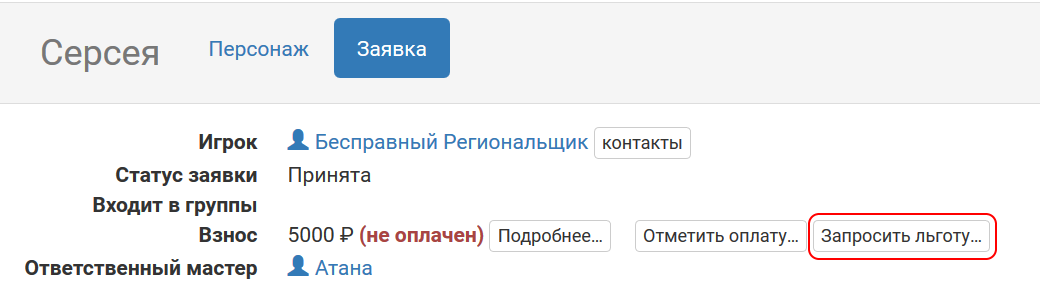 Серсея Персонаж Заявка
Игрок Бесправный Региональщик контакты
Статус заявки Принята
Входит в группы
Взнос 5000 ₽ (не оплачен) Подробнее... Отметить оплату... Запросить льготу...
Ответственный мастер Атана